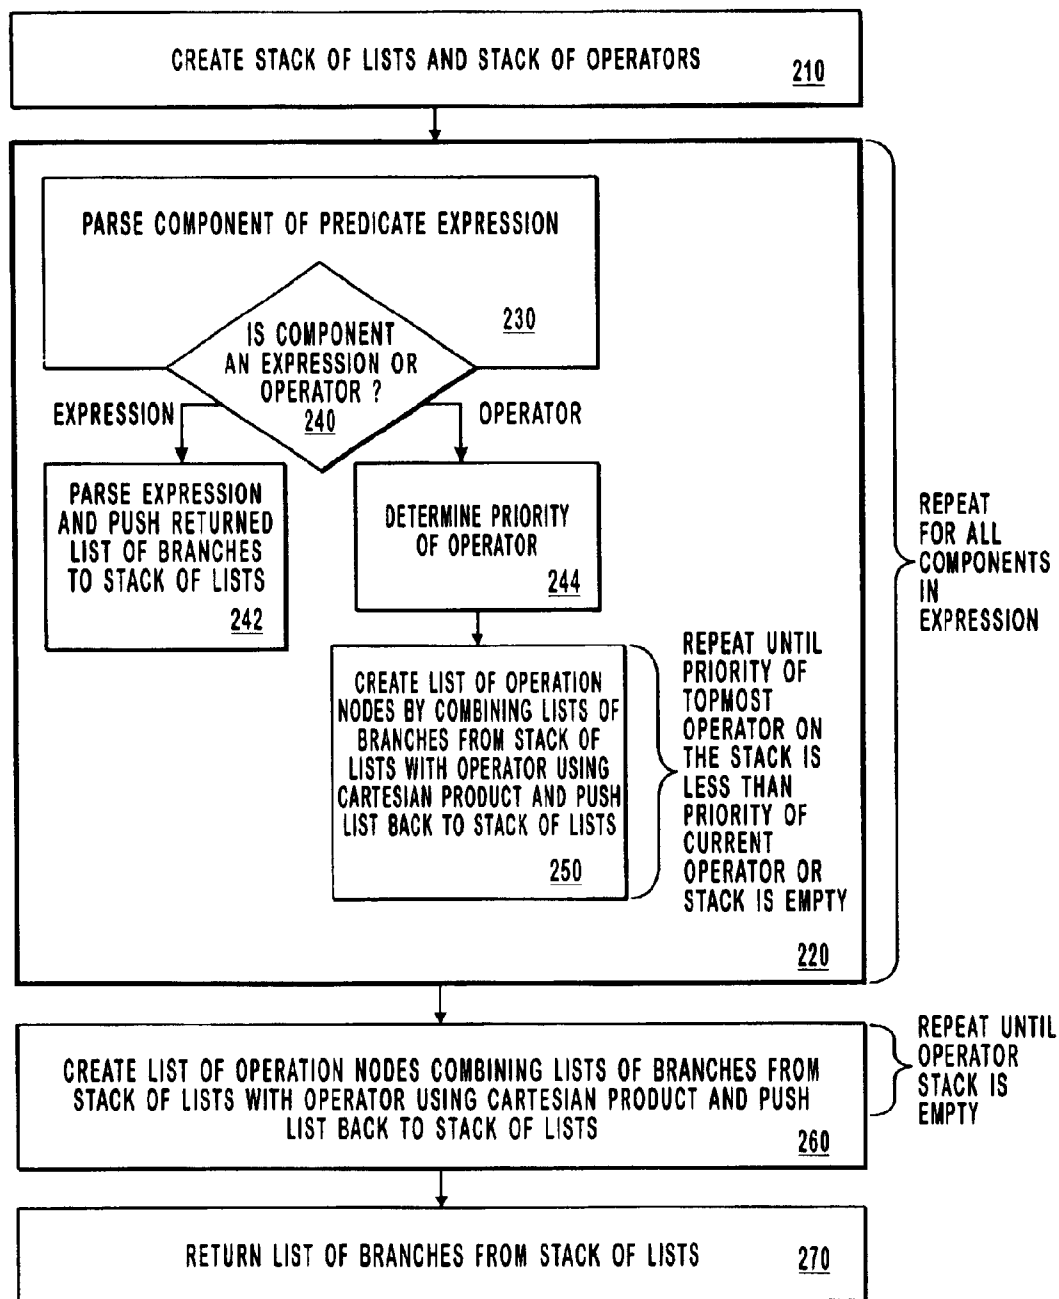 CREATE STACK OF LISTS AND STACK OF OPERATORS
210
PARSE COMPONENT OF PREDICATE EXPRESSION
230
IS COMPONENT
AN EXPRESSION OR
OPERATOR ?
240
EXPRESSION
OPERATOR
PARSE EXPRESSION
AND PUSH RETURNED
LIST OF BRANCHES
TO STACK OF LISTS
242
DETERMINE PRIORITY
OF OPERATOR
244
CREATE LIST OF OPERATION
NODES BY COMBINING LISTS OF
BRANCHES FROM STACK OF
LISTS WITH OPERATOR USING
CARTESIAN PRODUCT AND PUSH
LIST BACK TO STACK OF LISTS
250
REPEAT UNTIL
PRIORITY OF
TOPMOST
OPERATOR ON
THE STACK IS
LESS THAN
PRIORITY OF
CURRENT
OPERATOR OR
STACK IS EMPTY
220
REPEAT
FOR ALL
COMPONENTS
IN
EXPRESSION
CREATE LIST OF OPERATION NODES COMBINING LISTS OF BRANCHES FROM
STACK OF LISTS WITH OPERATOR USING CARTESIAN PRODUCT AND PUSH
LIST BACK TO STACK OF LISTS
260
REPEAT UNTIL
OPERATOR
STACK IS
EMPTY
RETURN LIST OF BRANCHES FROM STACK OF LISTS
270